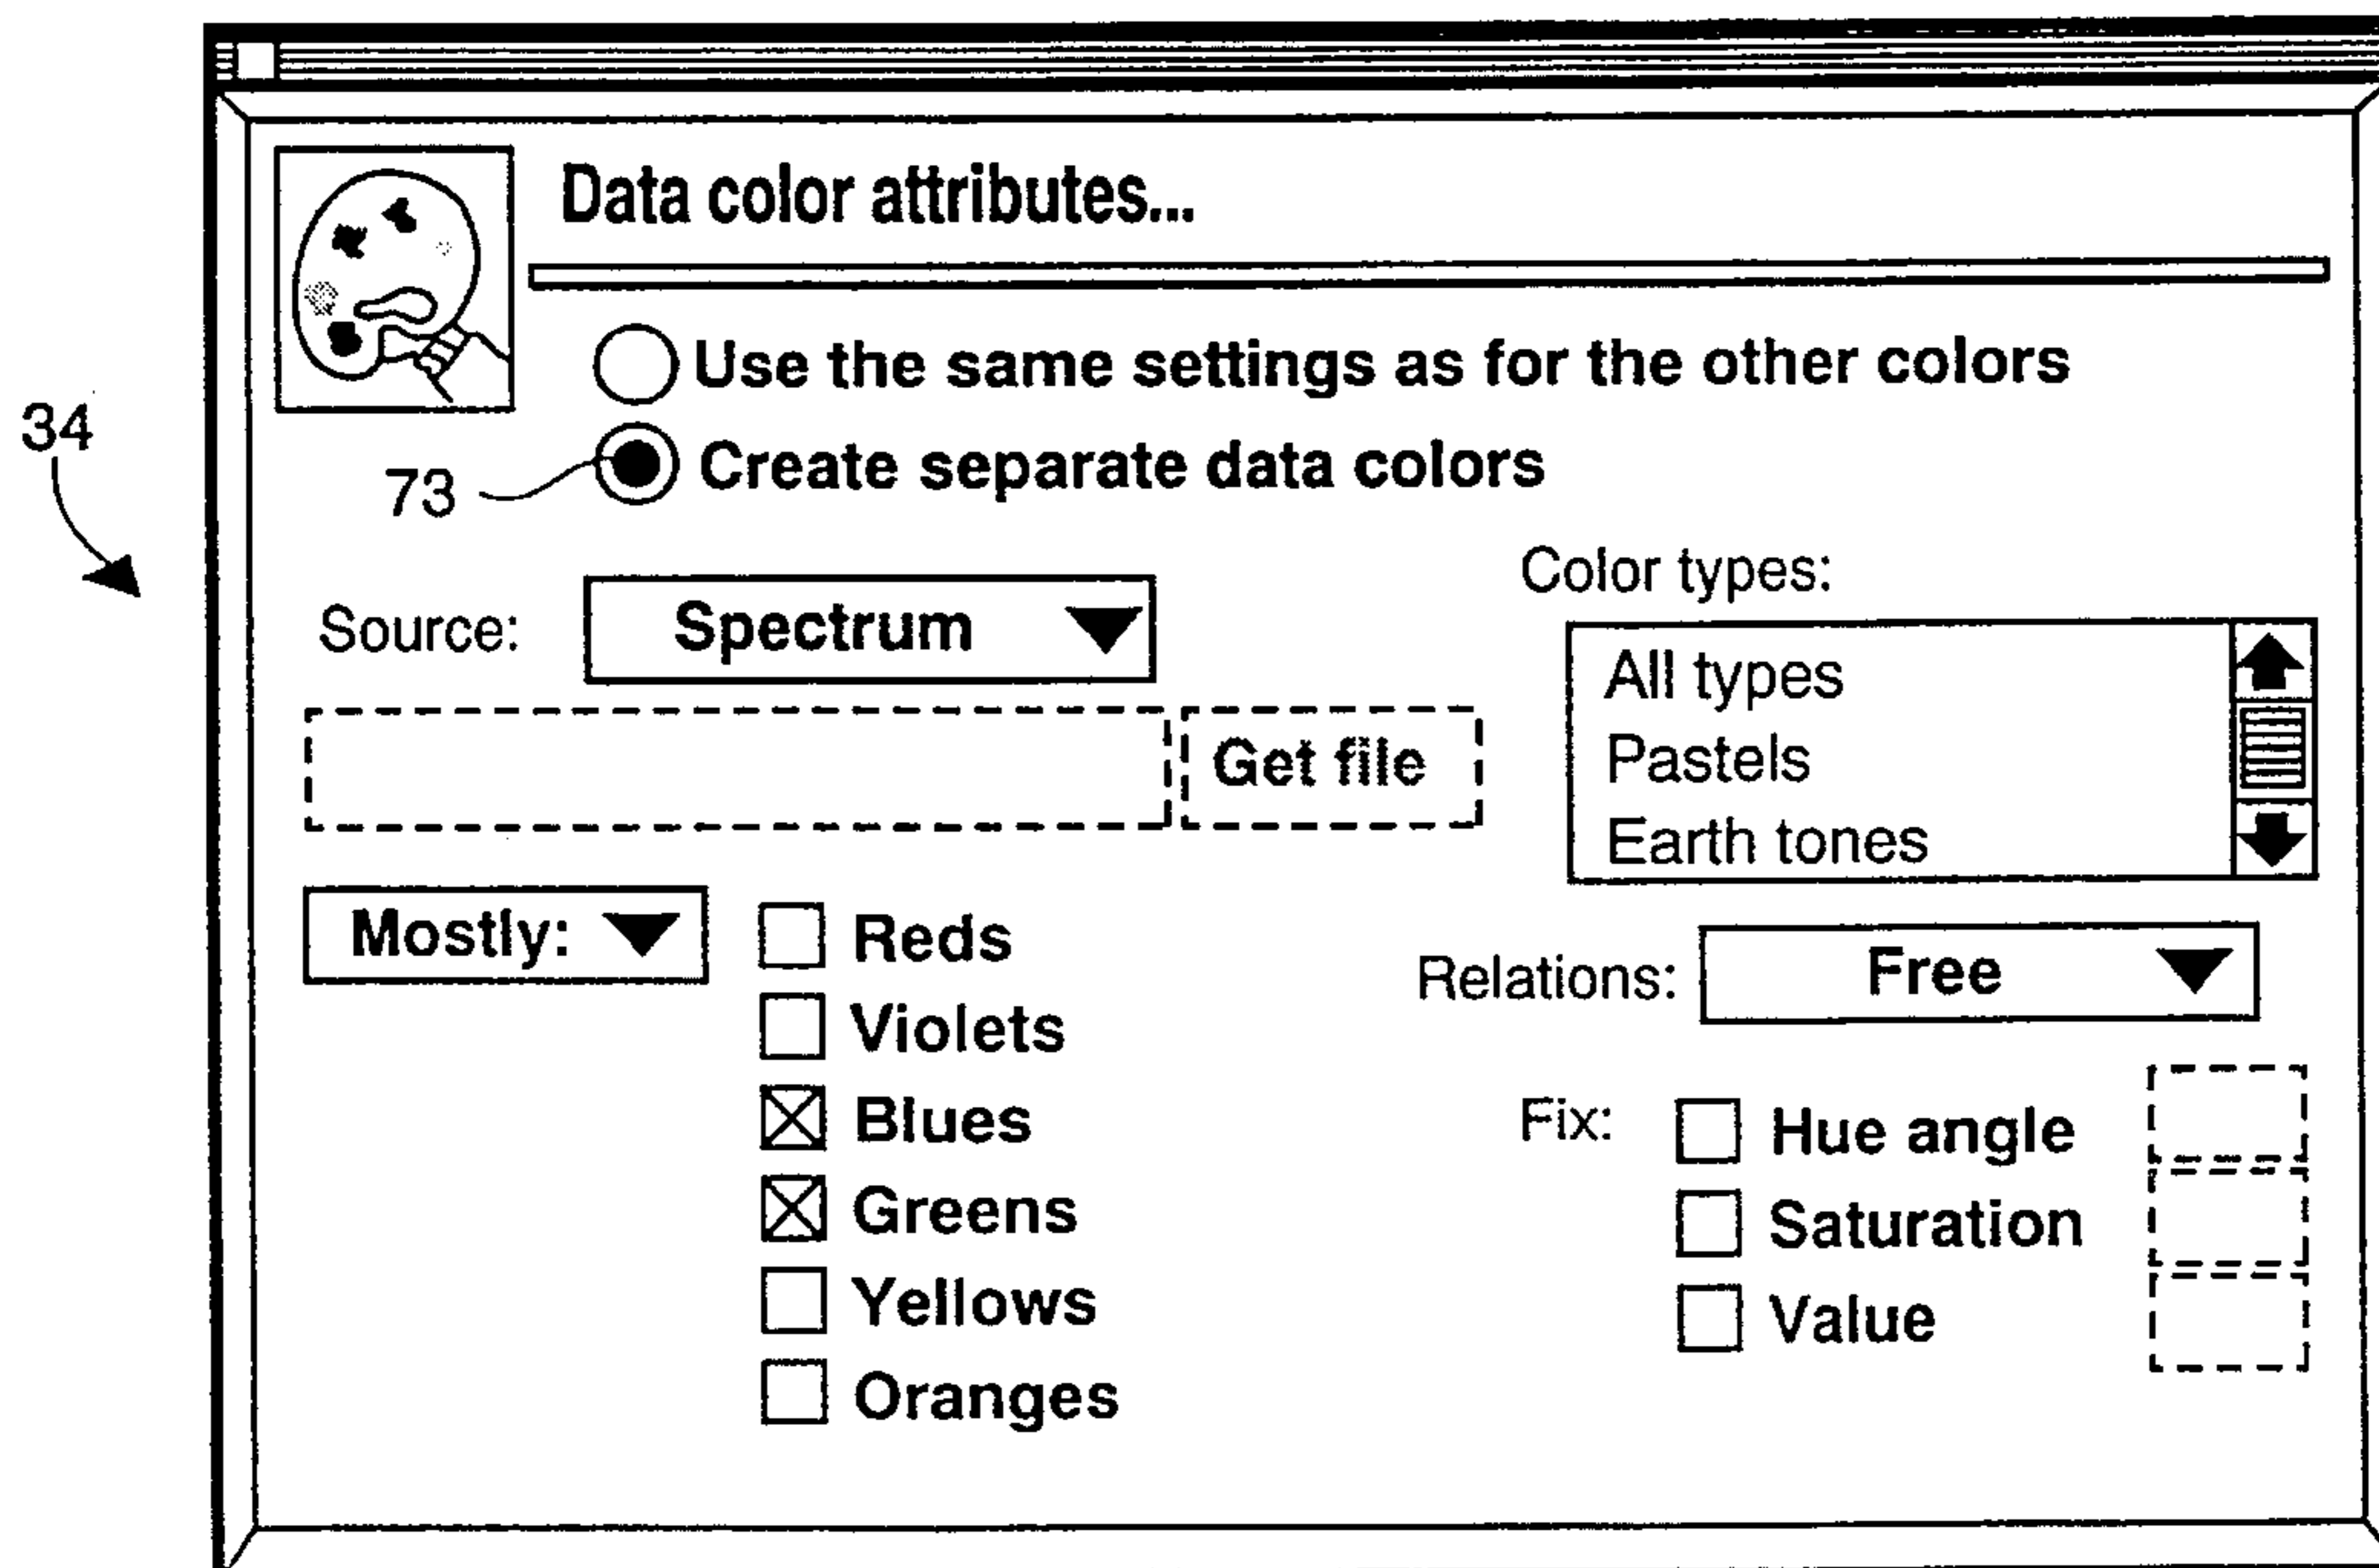 Data color attributes...
Use the same settings as for the other colors
34
73
Create separate data colors
Source:
Spectrum
Get file
Color types:
All types
Pastels
Earth tones
Mostly:
Reds
Violets
Blues
Greens
Yellows
Oranges
Relations:
Free
Fix:
Hue angle
Saturation
Value